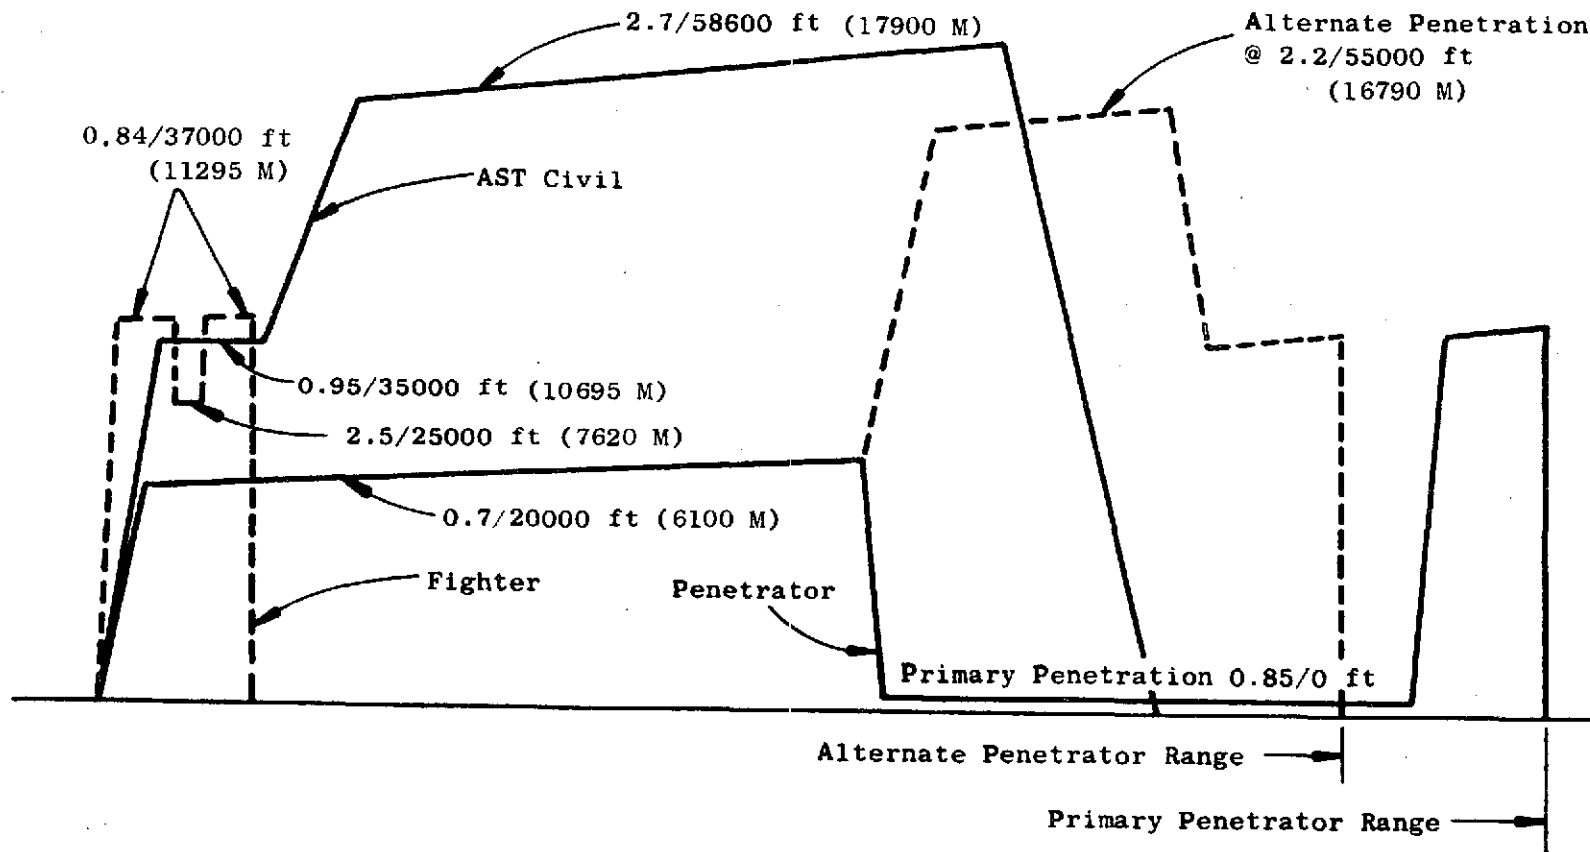 2.7/58600 ft (17900 M)
Alternate Penetration
@ 2.2/55000 ft
(16790 M)
0.84/37000 ft
(11295 M)
AST Civil
0.95/35000 ft (10695 M)
2.5/25000 ft (7620 M)
0.7/20000 ft (6100 M)
Fighter
Penetrator
Primary Penetration 0.85/0 ft
Alternate Penetrator Range
Primary Penetrator Range